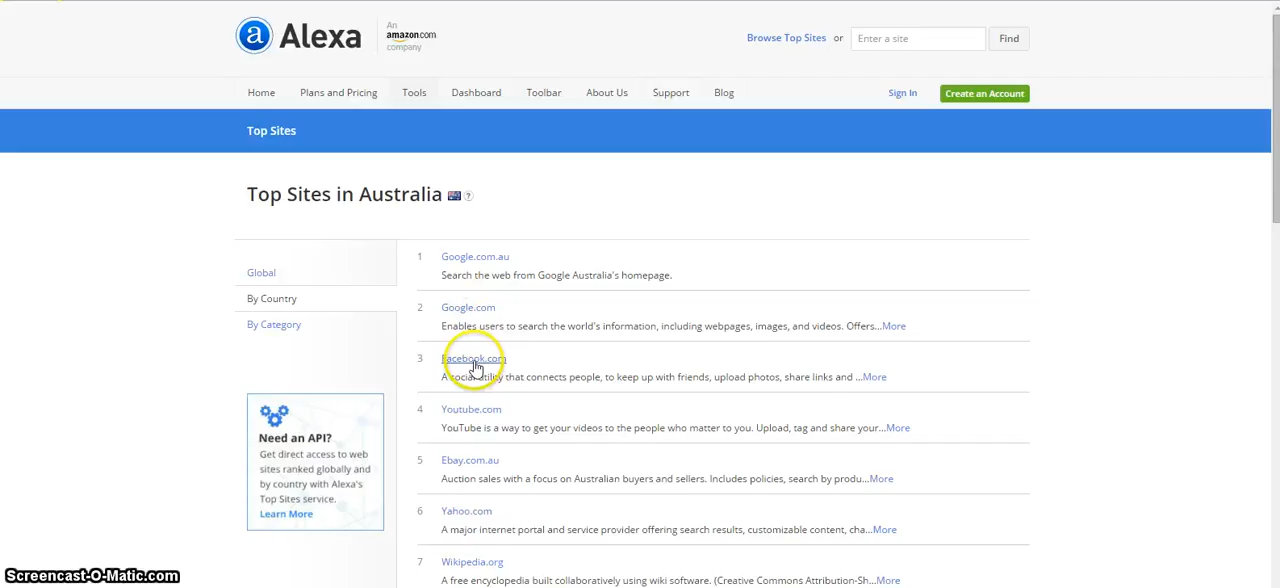 a Alexa
An
amazon.com
company
Browse Top Sites or Enter a site Find
Home Plans and Pricing Tools Dashboard Toolbar About Us Support Blog Sign In Create an Account
Top Sites
Top Sites in Australia ?
Global
By Country
By Category
1 Google.com.au
Search the web from Google Australia's homepage.
2 Google.com
Enables users to search the world's information, including webpages, images, and videos. Offers...More
3 Facebook.com
A social utility that connects people, to keep up with friends, upload photos, share links and ...More
4 Youtube.com
YouTube is a way to get your videos to the people who matter to you. Upload, tag and share your...More
5 Ebay.com.au
Auction sales with a focus on Australian buyers and sellers. Includes policies, search by produ...More
6 Yahoo.com
A major internet portal and service provider offering search results, customizable content, cha...More
7 Wikipedia.org
A free encyclopedia built collaboratively using wiki software. (Creative Commons Attribution-Sh...More
Need an API?
Get direct access to web
sites ranked globally and
by country with Alexa's
Top Sites service.
Learn More
Screencast-O-Matic.com